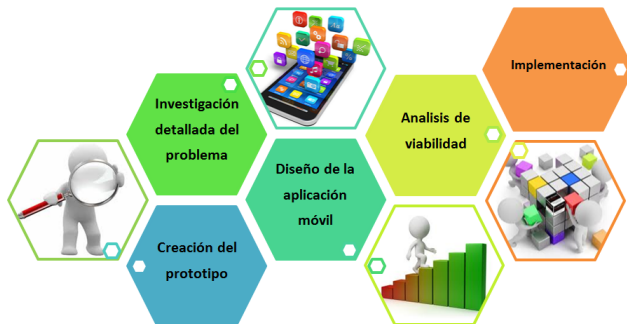 Investigación
detallada del
problema
Creación del
prototipo
Diseño de la
aplicación
móvil
Analisis de
viabilidad
Implementación